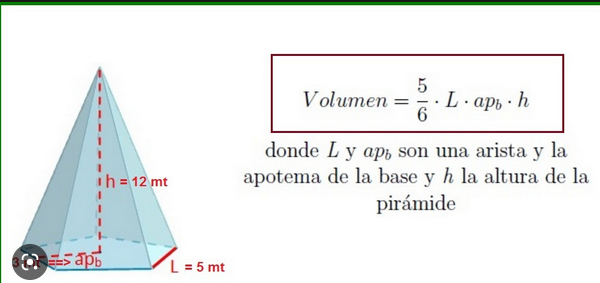 Volumen = 5/6 · L · ap_b · h
donde L y ap_b son una arista y la
apotema de la base y h la altura de la
pirámide
h = 12 mt
==> ap_b
L = 5 mt